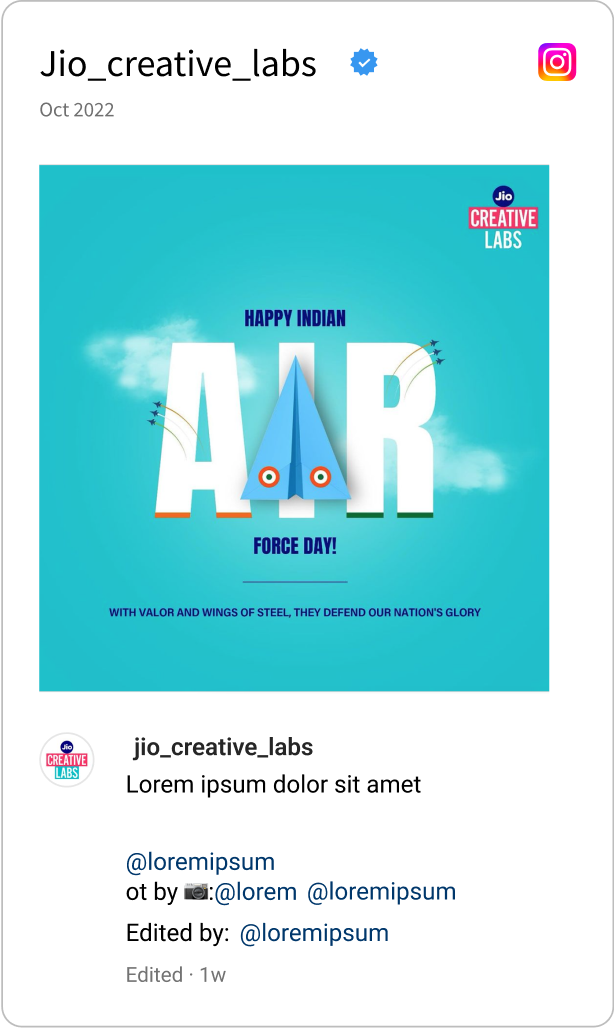 Jio_creative_labs
Oct 2022
Jio
CREATIVE
LABS
HAPPY INDIAN
AIR
FORCE DAY!
WITH VALOR AND WINGS OF STEEL, THEY DEFEND OUR NATION'S GLORY
Jio
CREATIVE
LABS
jio_creative_labs
Lorem ipsum dolor sit amet
@loremipsum
ot by 📷:@lorem @loremipsum
Edited by: @loremipsum
Edited · 1w